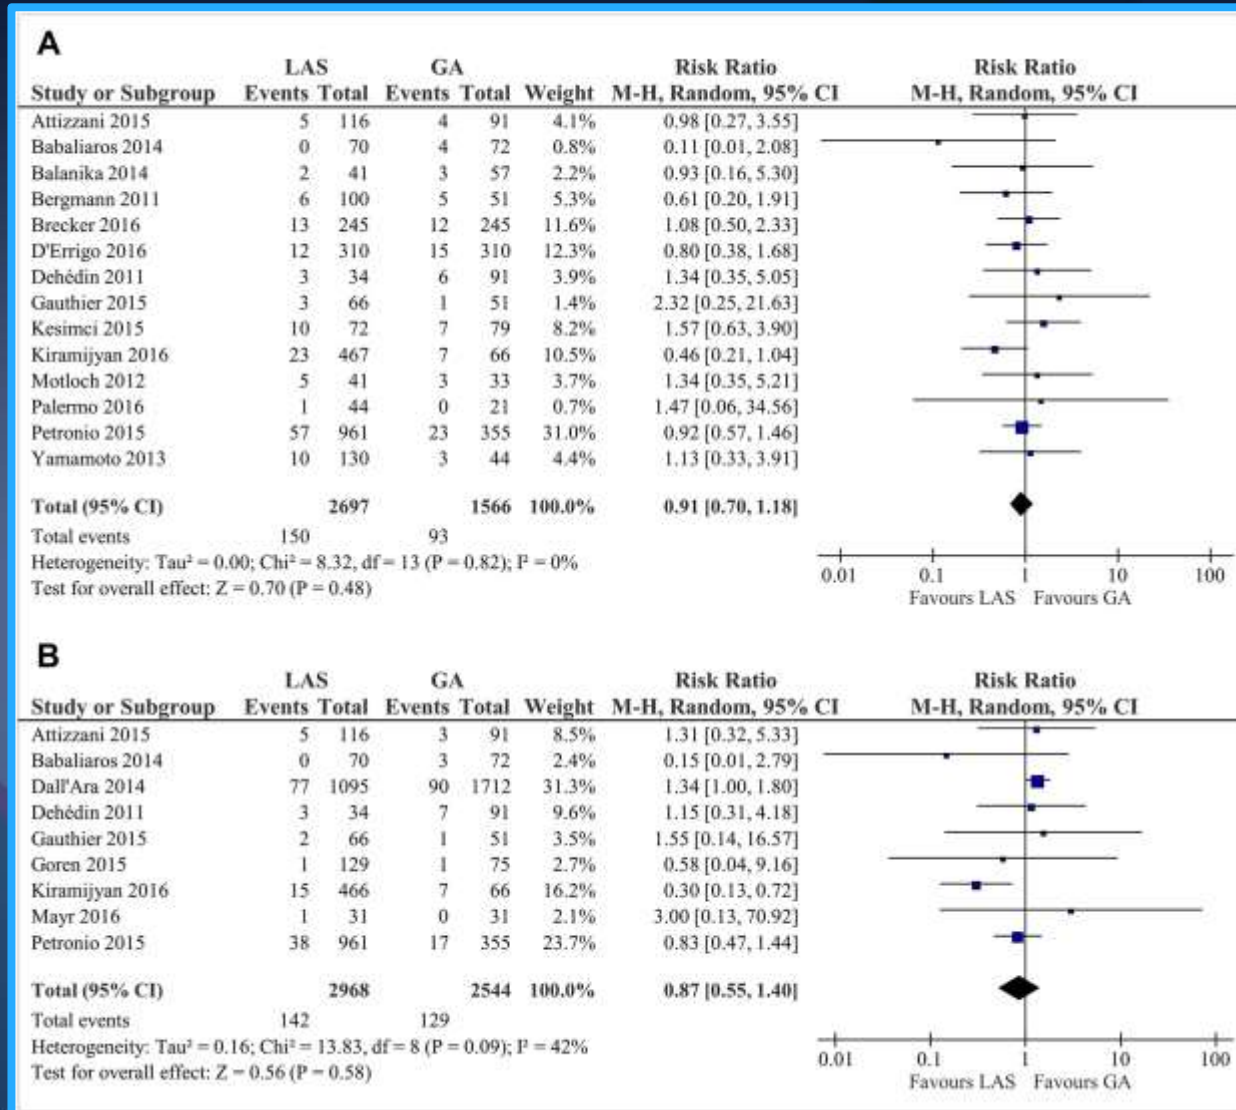 A
LAS GA Risk Ratio Risk Ratio
Study or Subgroup Events Total Events Total Weight M-H, Random, 95% CI M-H, Random, 95% CI
Attizzani 2015 5 116 4 91 4.1% 0.98 [0.27, 3.55]
Babaliaros 2014 0 70 4 72 0.8% 0.11 [0.01, 2.08]
Balanika 2014 2 41 3 57 2.2% 0.93 [0.16, 5.30]
Bergmann 2011 6 100 5 51 5.3% 0.61 [0.20, 1.91]
Brecker 2016 13 245 12 245 11.6% 1.08 [0.50, 2.33]
D'Errigo 2016 12 310 15 310 12.3% 0.80 [0.38, 1.68]
Dehédin 2011 3 34 6 91 3.9% 1.34 [0.35, 5.05]
Gauthier 2015 3 66 1 51 1.4% 2.32 [0.25, 21.63]
Kesimci 2015 10 72 7 79 8.2% 1.57 [0.63, 3.90]
Kiramijyan 2016 23 467 7 66 10.5% 0.46 [0.21, 1.04]
Motloch 2012 5 41 3 33 3.7% 1.34 [0.35, 5.21]
Palermo 2016 1 44 0 21 0.7% 1.47 [0.06, 34.56]
Petronio 2015 57 961 23 355 31.0% 0.92 [0.57, 1.46]
Yamamoto 2013 10 130 3 44 4.4% 1.13 [0.33, 3.91]
Total (95% CI) 2697 1566 100.0% 0.91 [0.70, 1.18]
Total events 150 93
Heterogeneity: Tau² = 0.00; Chi² = 8.32, df = 13 (P = 0.82); I² = 0%
Test for overall effect: Z = 0.70 (P = 0.48)
0.01 0.1 1 10 100
Favours LAS Favours GA
B
LAS GA Risk Ratio Risk Ratio
Study or Subgroup Events Total Events Total Weight M-H, Random, 95% CI M-H, Random, 95% CI
Attizzani 2015 5 116 3 91 8.5% 1.31 [0.32, 5.33]
Babaliaros 2014 0 70 3 72 2.4% 0.15 [0.01, 2.79]
Dall'Ara 2014 77 1095 90 1712 31.3% 1.34 [1.00, 1.80]
Dehédin 2011 3 34 7 91 9.6% 1.15 [0.31, 4.18]
Gauthier 2015 2 66 1 51 3.5% 1.55 [0.14, 16.57]
Goren 2015 1 129 1 75 2.7% 0.58 [0.04, 9.16]
Kiramijyan 2016 15 466 7 66 16.2% 0.30 [0.13, 0.72]
Mayr 2016 1 31 0 31 2.1% 3.00 [0.13, 70.92]
Petronio 2015 38 961 17 355 23.7% 0.83 [0.47, 1.44]
Total (95% CI) 2968 2544 100.0% 0.87 [0.55, 1.40]
Total events 142 129
Heterogeneity: Tau² = 0.16; Chi² = 13.83, df = 8 (P = 0.09); I² = 42%
Test for overall effect: Z = 0.56 (P = 0.58)
0.01 0.1 1 10 100
Favours LAS Favours GA